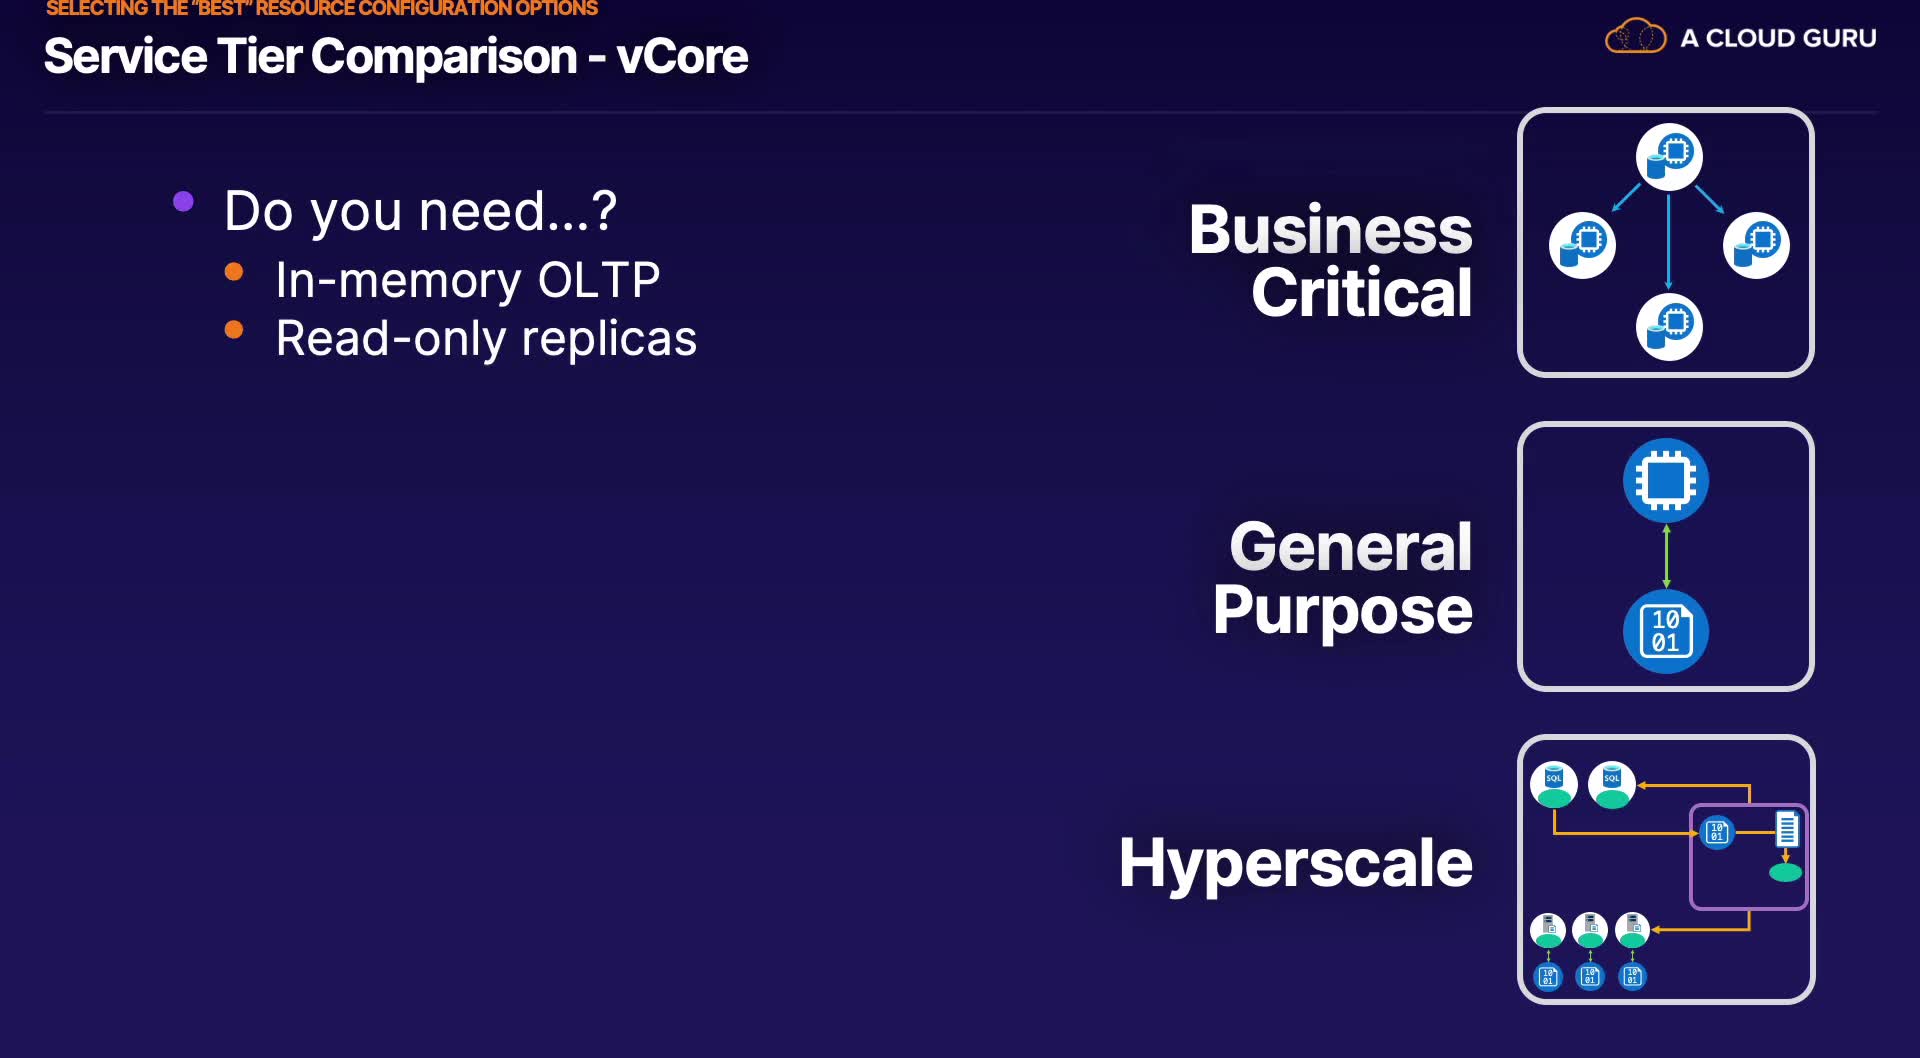 SELECTING THE “BEST” RESOURCE CONFIGURATION OPTIONS
Service Tier Comparison - vCore
A CLOUD GURU
Do you need...?
In-memory OLTP
Read-only replicas
Business
Critical
General
Purpose
10
01
Hyperscale
SQL
SQL
10
01
10
01
10
01
10
01